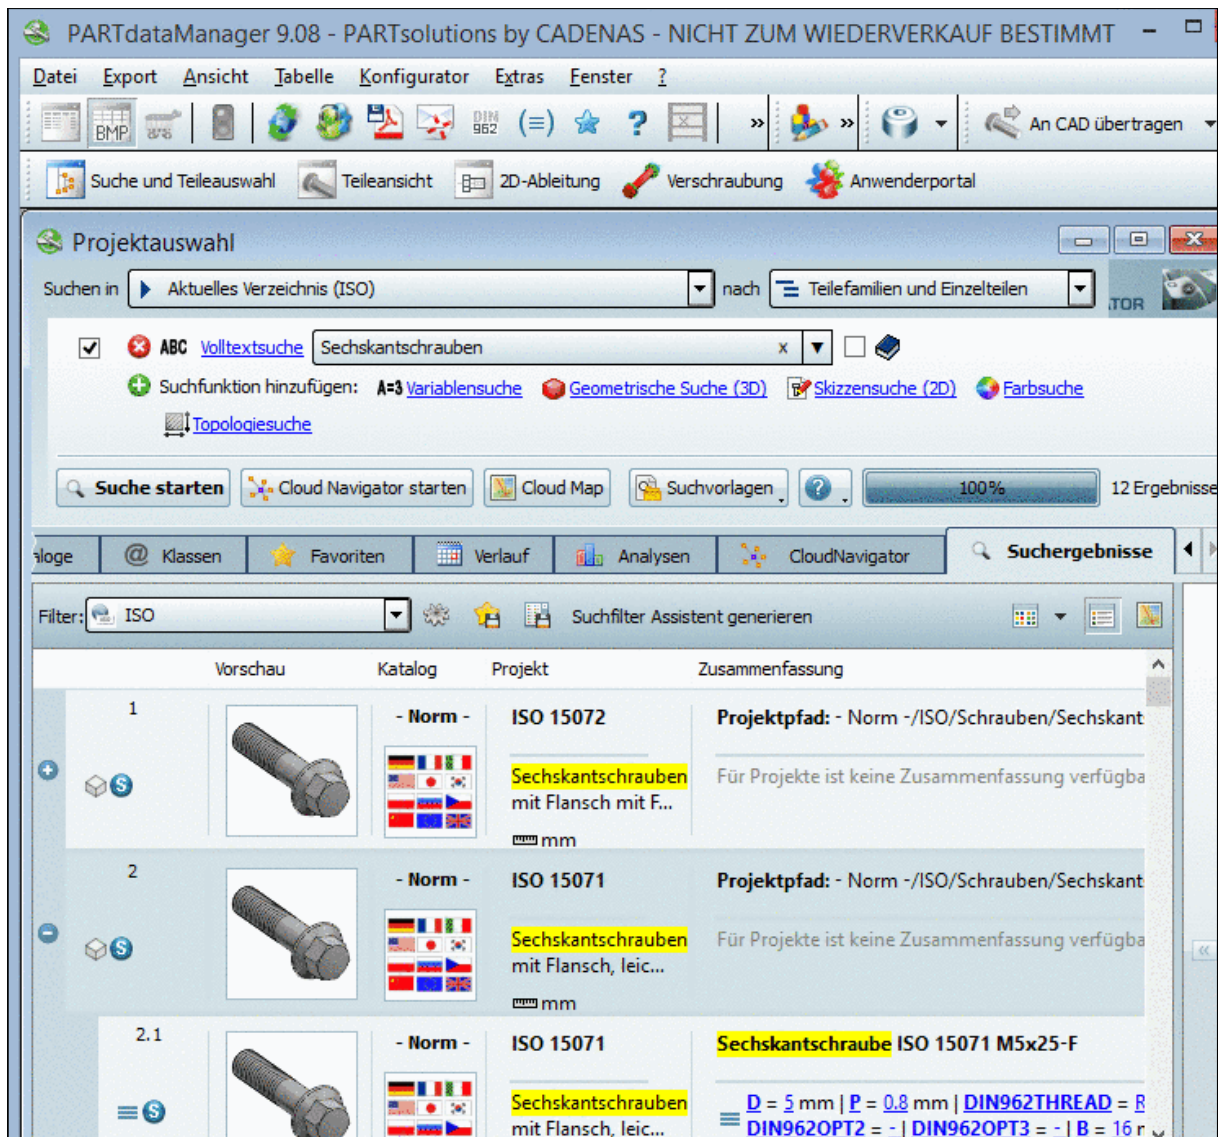 PARTdataManager 9.08 - PARTsolutions by CADENAS - NICHT ZUM WIEDERVERKAUF BESTIMMT
Datei Export Ansicht Tabelle Konfigurator Extras Fenster ?
BMP DIN 962 (=) ? » » An CAD übertragen
Suche und Teileauswahl Teileansicht 2D-Ableitung Verschraubung Anwenderportal
Projektauswahl
Suchen in Aktuelles Verzeichnis (ISO) nach Teilefamilien und Einzelteilen
ABC Volltextsuche Sechskantschrauben x
Suchfunktion hinzufügen: A=3 Variablensuche Geometrische Suche (3D) Skizzensuche (2D) Farbsuche
Topologiesuche
Suche starten Cloud Navigator starten Cloud Map Suchvorlagen ? 100% 12 Ergebnisse
aloge @ Klassen Favoriten Verlauf Analysen CloudNavigator Suchergebnisse
Filter: ISO Suchfilter Assistent generieren
Vorschau Katalog Projekt Zusammenfassung
1 - Norm - ISO 15072 Projektpfad: - Norm -/ISO/Schrauben/Sechskant
S Sechskantschrauben Für Projekte ist keine Zusammenfassung verfügba
mit Flansch mit F...
mm
2 - Norm - ISO 15071 Projektpfad: - Norm -/ISO/Schrauben/Sechskant
S Sechskantschrauben Für Projekte ist keine Zusammenfassung verfügba
mit Flansch, leic...
mm
2.1 - Norm - ISO 15071 Sechskantschraube ISO 15071 M5x25-F
S Sechskantschrauben D = 5 mm | P = 0.8 mm | DIN962THREAD = R
mit Flansch, leic... DIN962OPT2 = - | DIN962OPT3 = - | B = 16